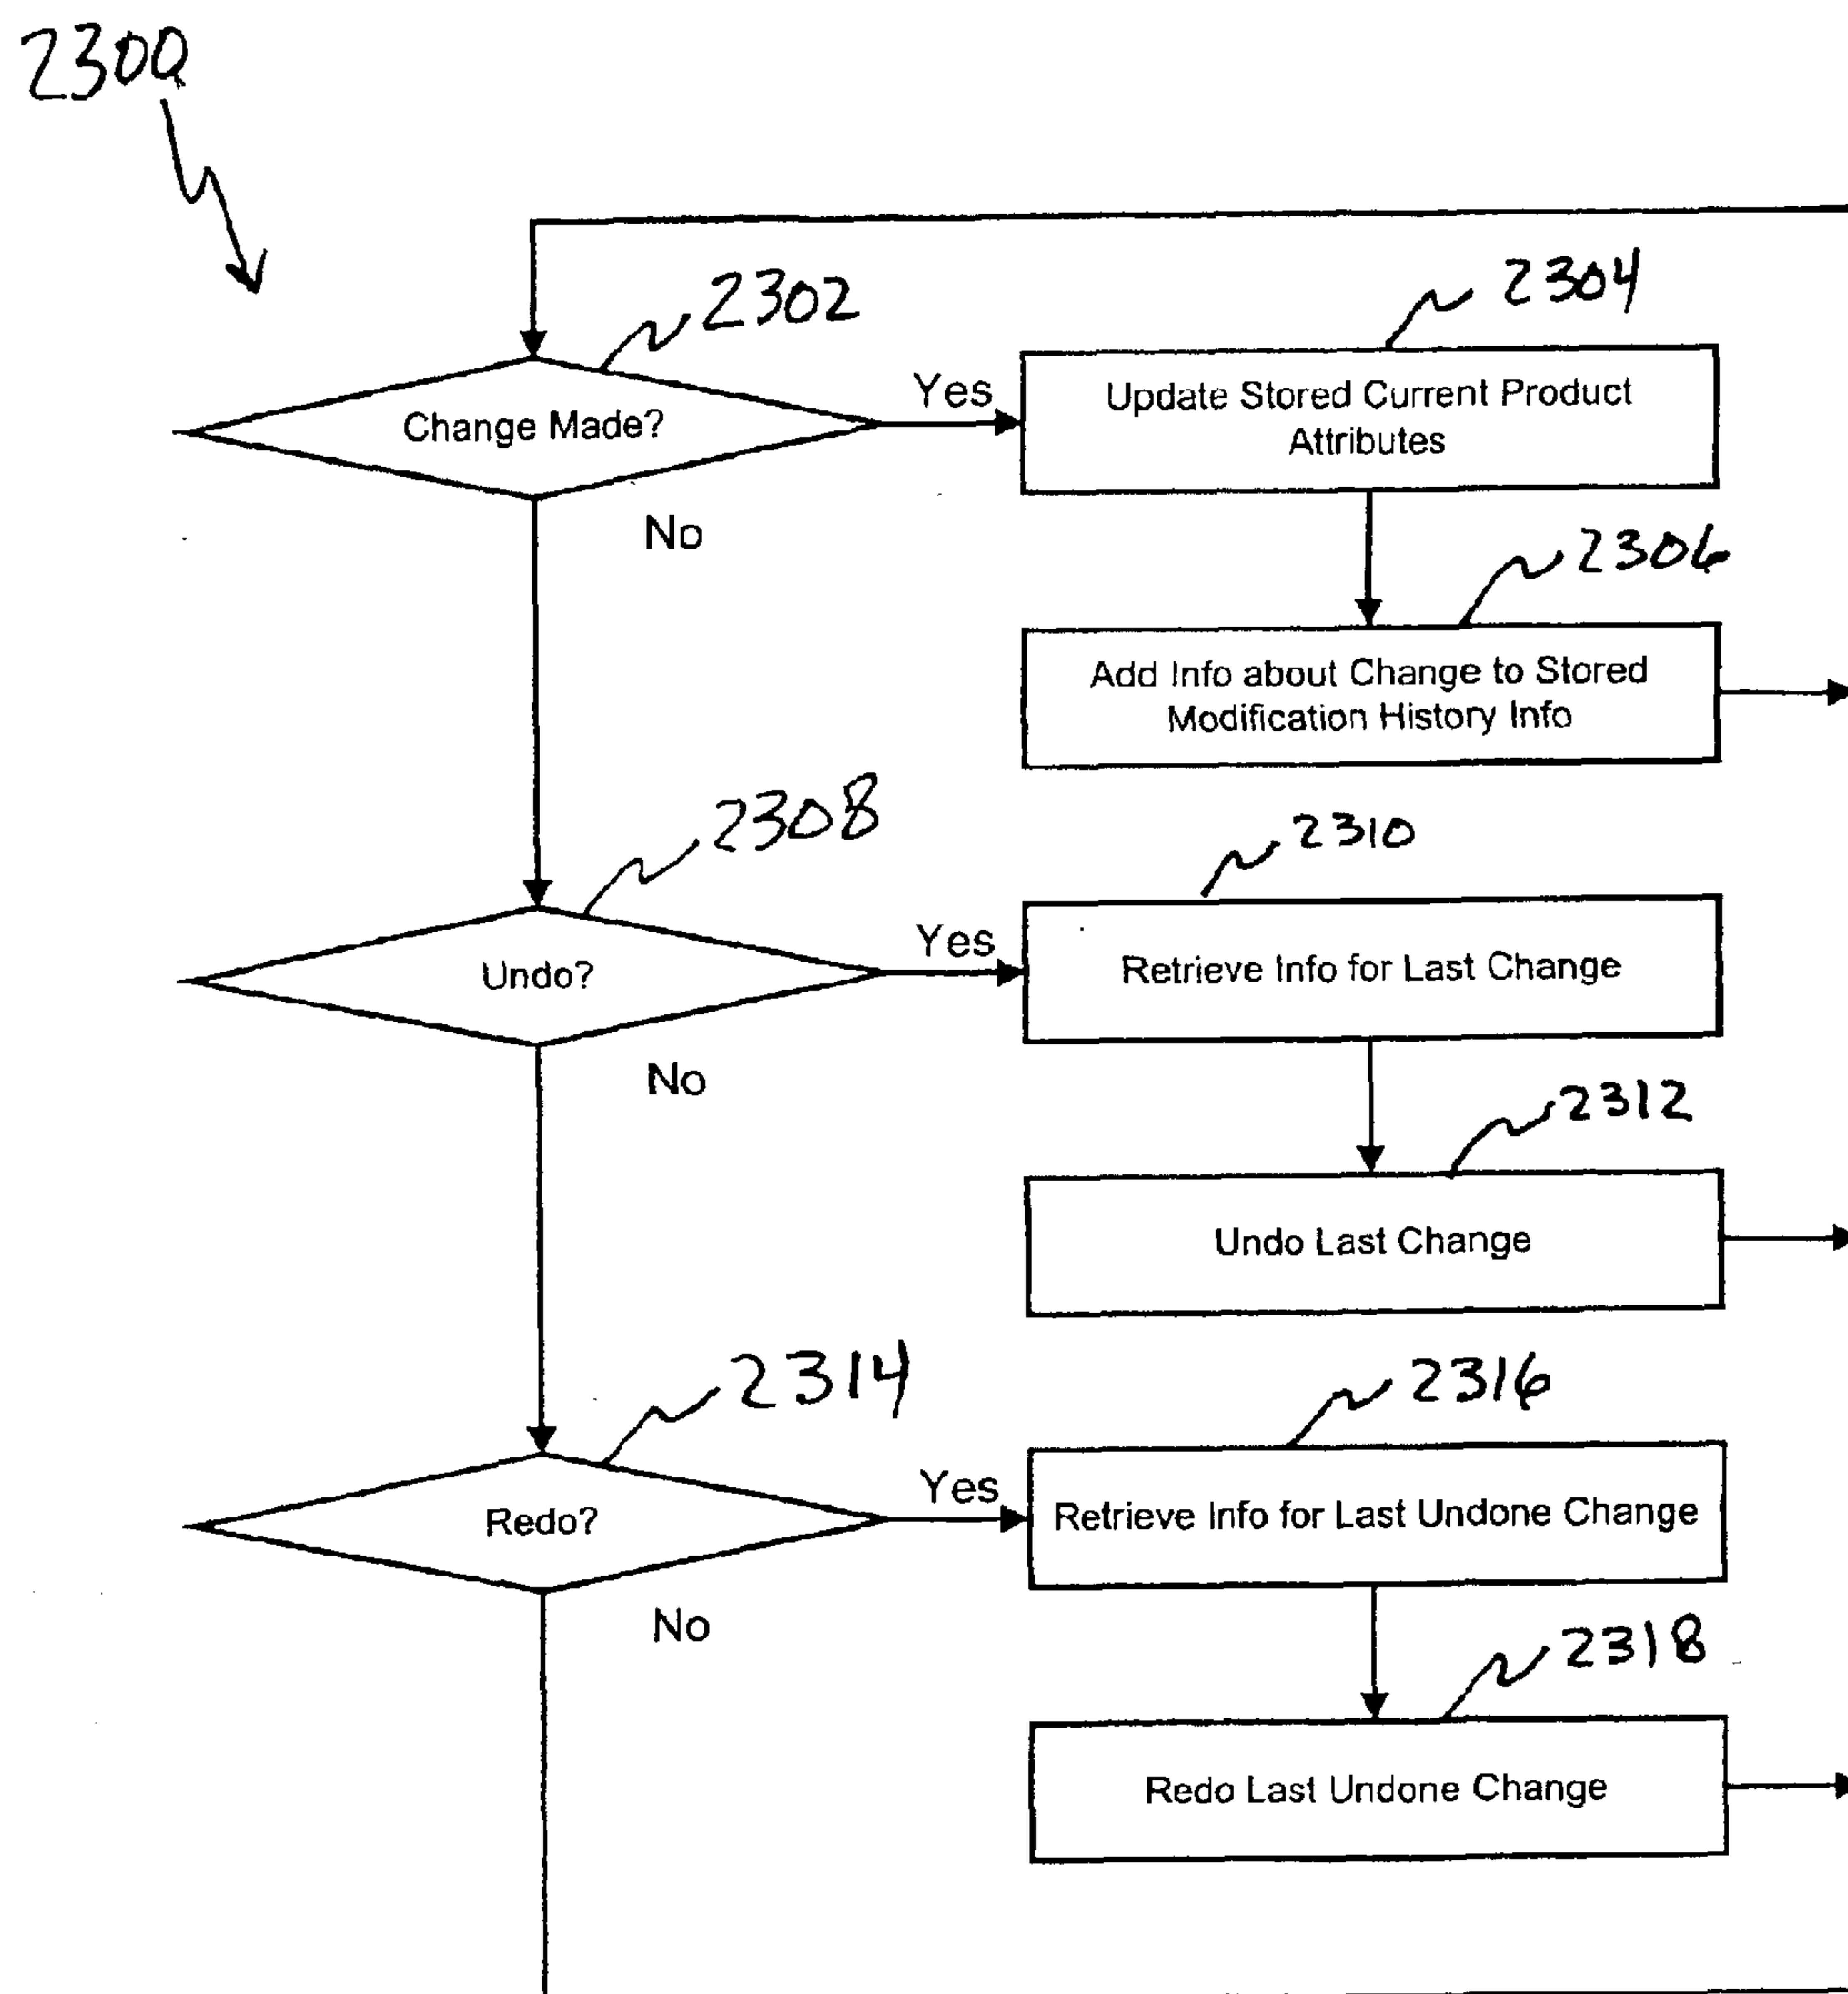 2300
2302
2304
Change Made?
Yes
Update Stored Current Product
Attributes
No
2306
Add Info about Change to Stored
Modification History Info
2308
2310
Undo?
Yes
Retrieve Info for Last Change
No
2312
Undo Last Change
2314
2316
Redo?
Yes
Retrieve Info for Last Undone Change
No
2318
Redo Last Undone Change